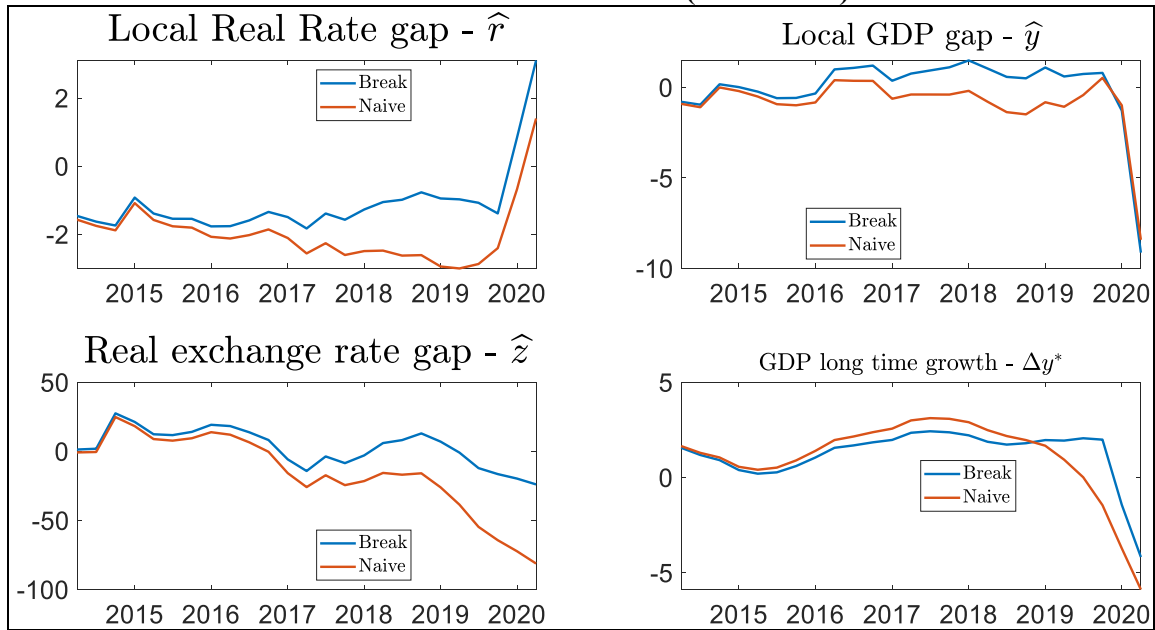 Local Real Rate gap - r̂
Break
Naive
2
0
-2
2015 2016 2017 2018 2019 2020
Local GDP gap - ŷ
0
-5
-10
Break
Naive
2015 2016 2017 2018 2019 2020
Real exchange rate gap - ẑ
50
0
-50
-100
Break
Naive
2015 2016 2017 2018 2019 2020
GDP long time growth - Δy*
5
0
-5
Break
Naive
2015 2016 2017 2018 2019 2020